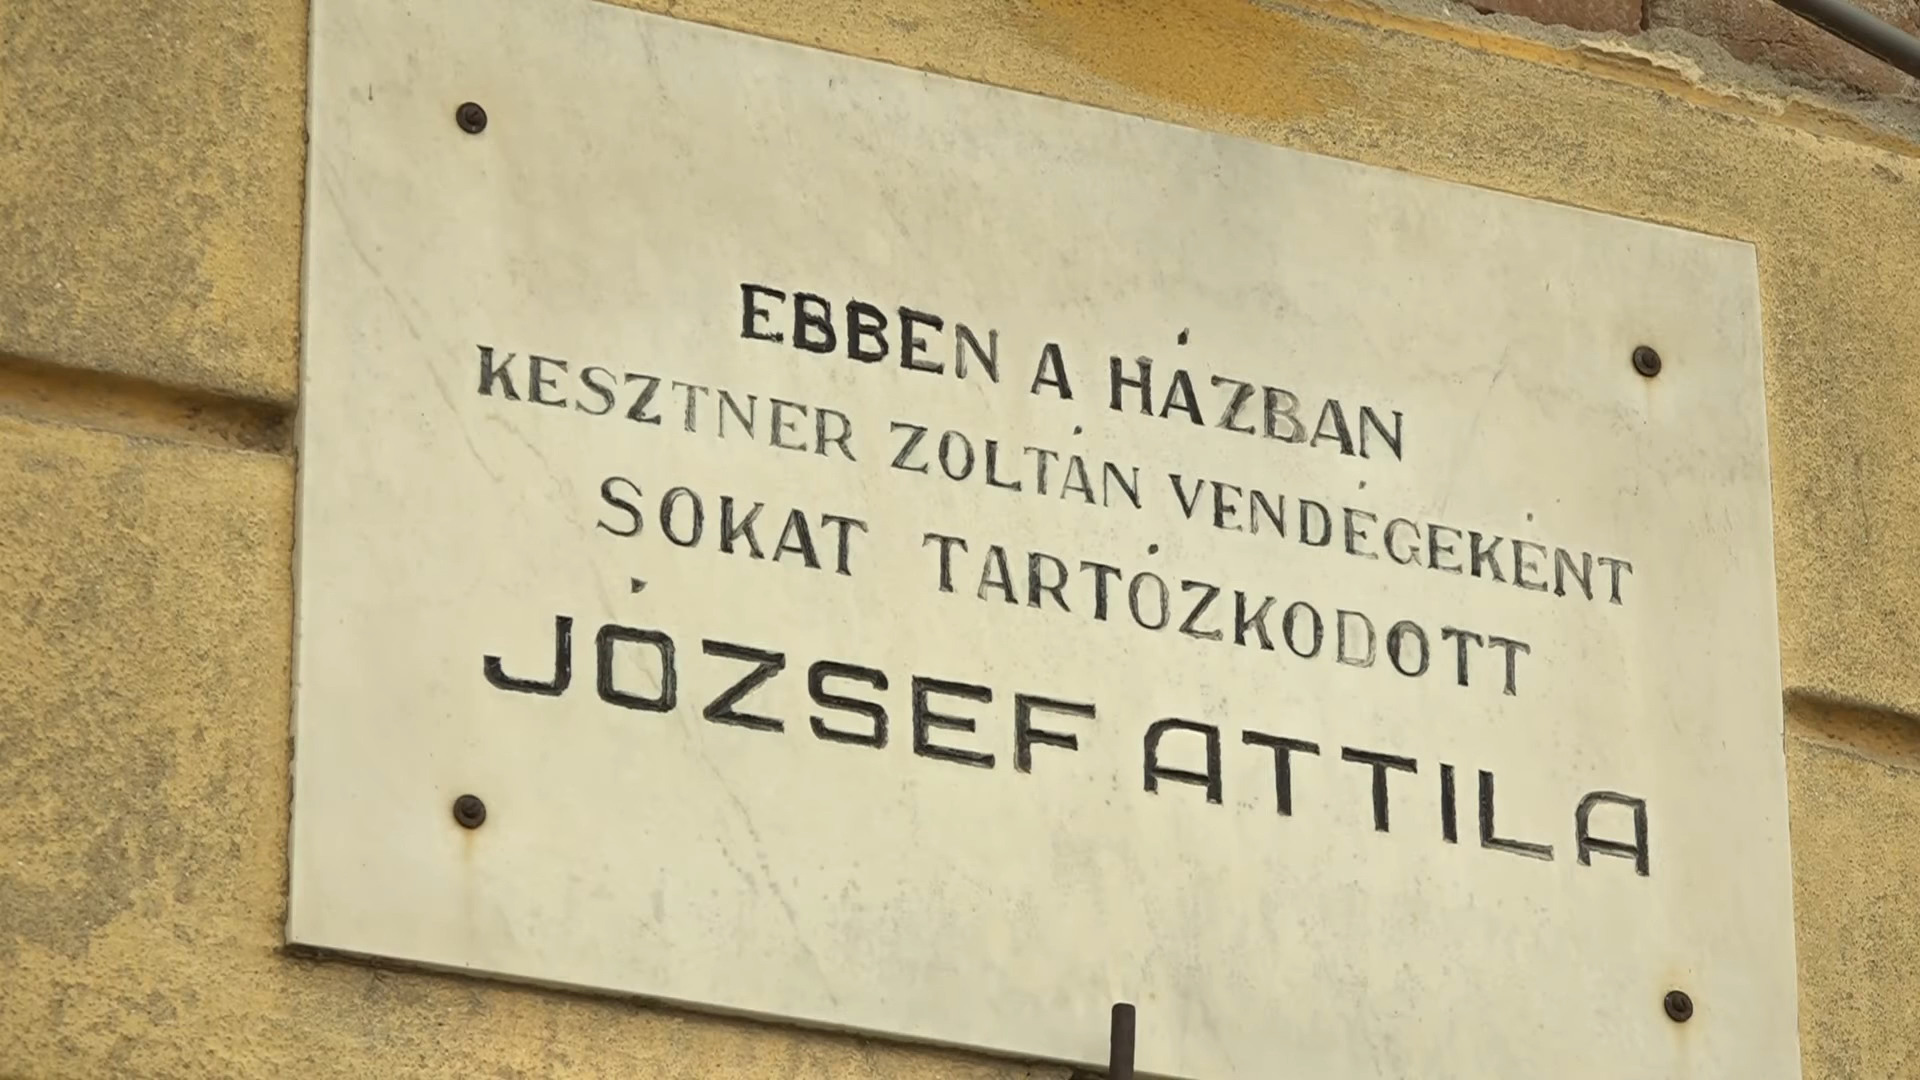 EBBEN A HÁZBAN
KESZTNER ZOLTÁN VENDÉGEKÉNT
SOKAT TARTÓZKODOTT
JÓZSEF ATTILA